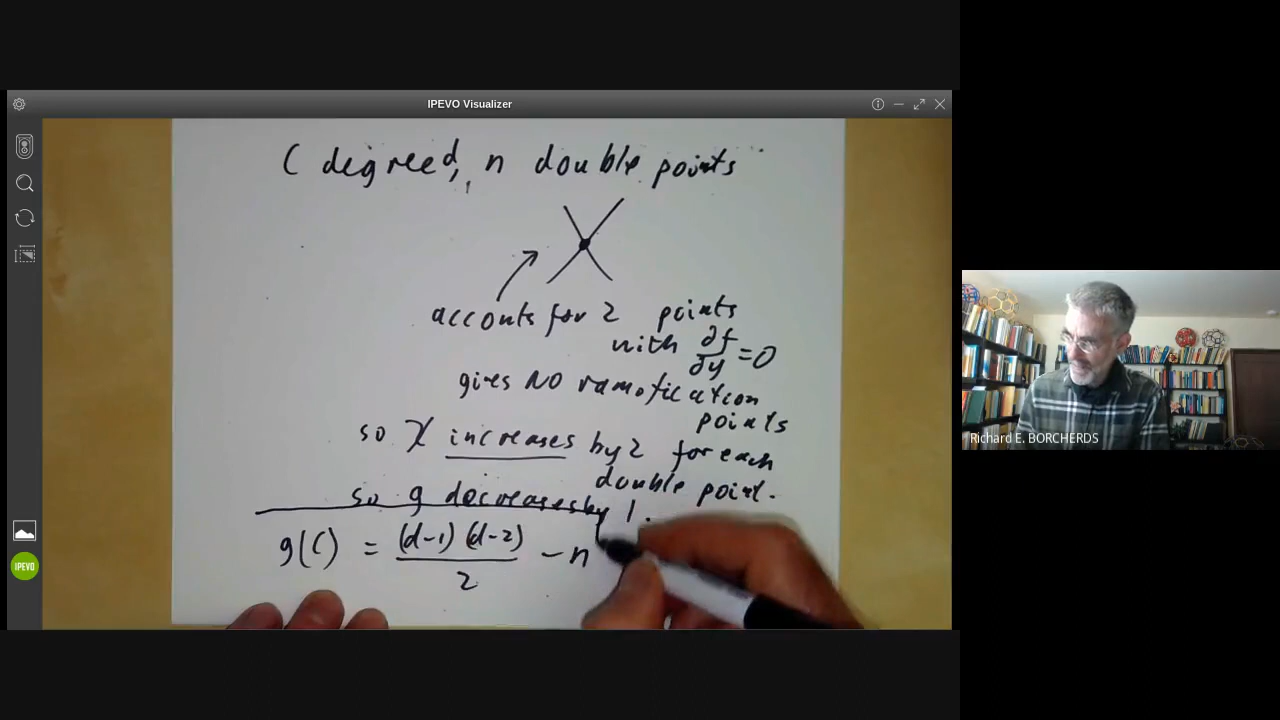 IPEVO Visualizer
C degree d, n double points
accounts for 2 points
with ∂f/∂y = 0
gives NO ramification
points
so χ increases by 2 for each
double point.
so g decreases by 1.
g(C) = (d-1)(d-2)/2 - n
IPEVO
Richard E. BORCHERDS